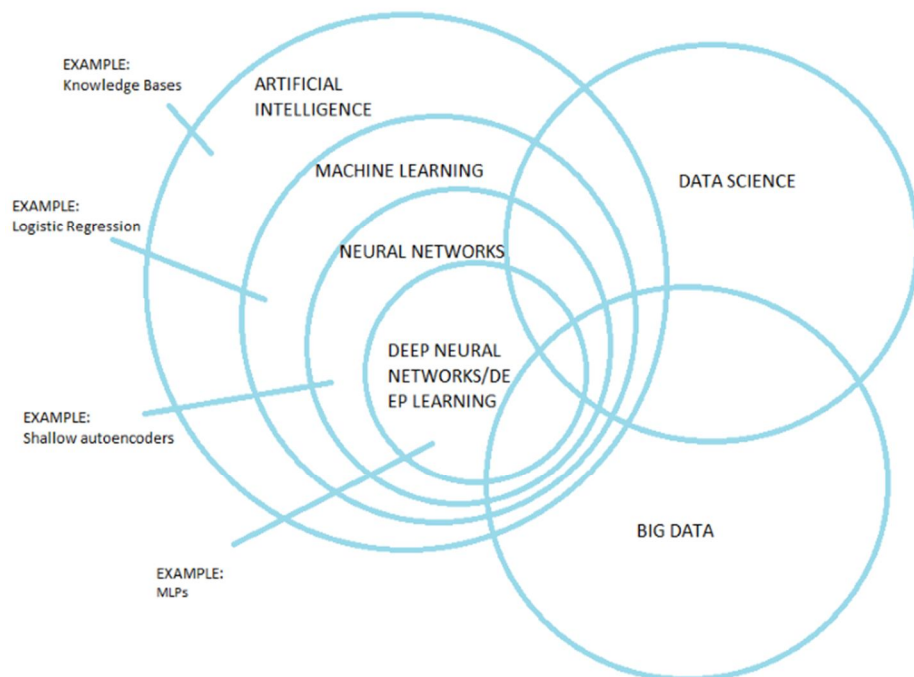 EXAMPLE:
Knowledge Bases
ARTIFICIAL
INTELLIGENCE
MACHINE LEARNING
DATA SCIENCE
EXAMPLE:
Logistic Regression
NEURAL NETWORKS
DEEP NEURAL
NETWORKS/DE
EP LEARNING
EXAMPLE:
Shallow autoencoders
BIG DATA
EXAMPLE:
MLPs